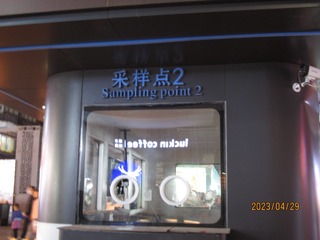 采样点2
Sampling point 2
luckin coffee
2023/04/29